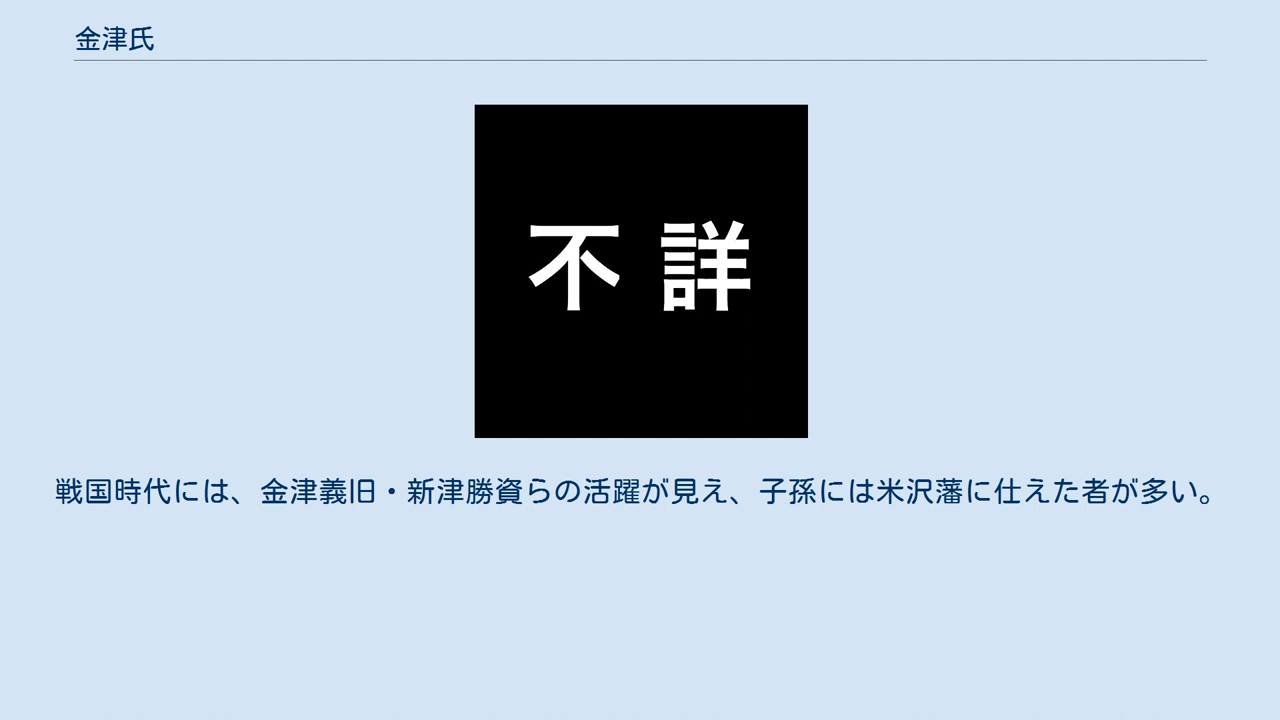 金津氏
不詳
戦国時代には、金津義旧・新津勝資らの活躍が見え、子孫には米沢藩に仕えた者が多い。